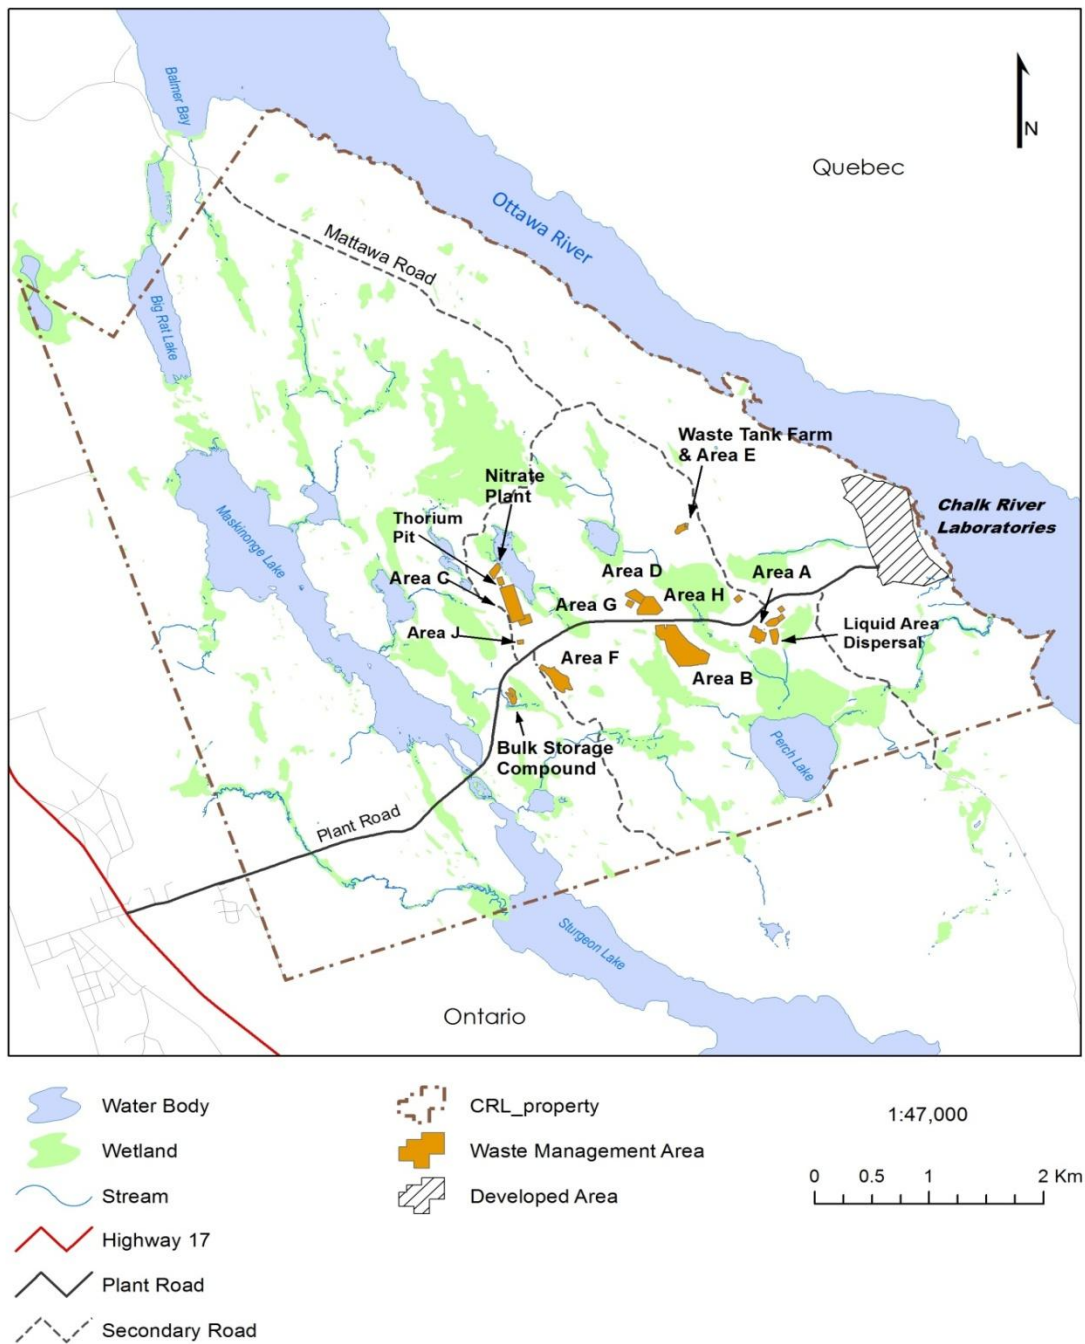 Balmer Bay
N
Quebec
Ottawa River
Mattawa Road
Big Rat Lake
Waste Tank Farm
& Area E
Nitrate
Plant
Chalk River
Laboratories
Maskinonge Lake
Thorium
Pit
Area C
Area D
Area H
Area A
Area G
Area J
Liquid Area
Dispersal
Area F
Area B
Bulk Storage
Compound
Perch Lake
Plant Road
Sturgeon Lake
Ontario
Water Body
Wetland
Stream
Highway 17
Plant Road
Secondary Road
CRL_property
Waste Management Area
Developed Area
1:47,000
0 0.5 1 2 Km